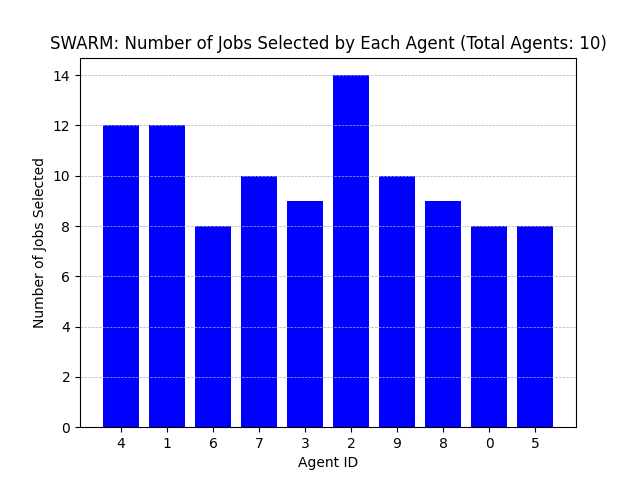 SWARM: Number of Jobs Selected by Each Agent (Total Agents: 10)
14
12
10
8
6
4
2
0
Number of Jobs Selected
4 1 6 7 3 2 9 8 0 5
Agent ID